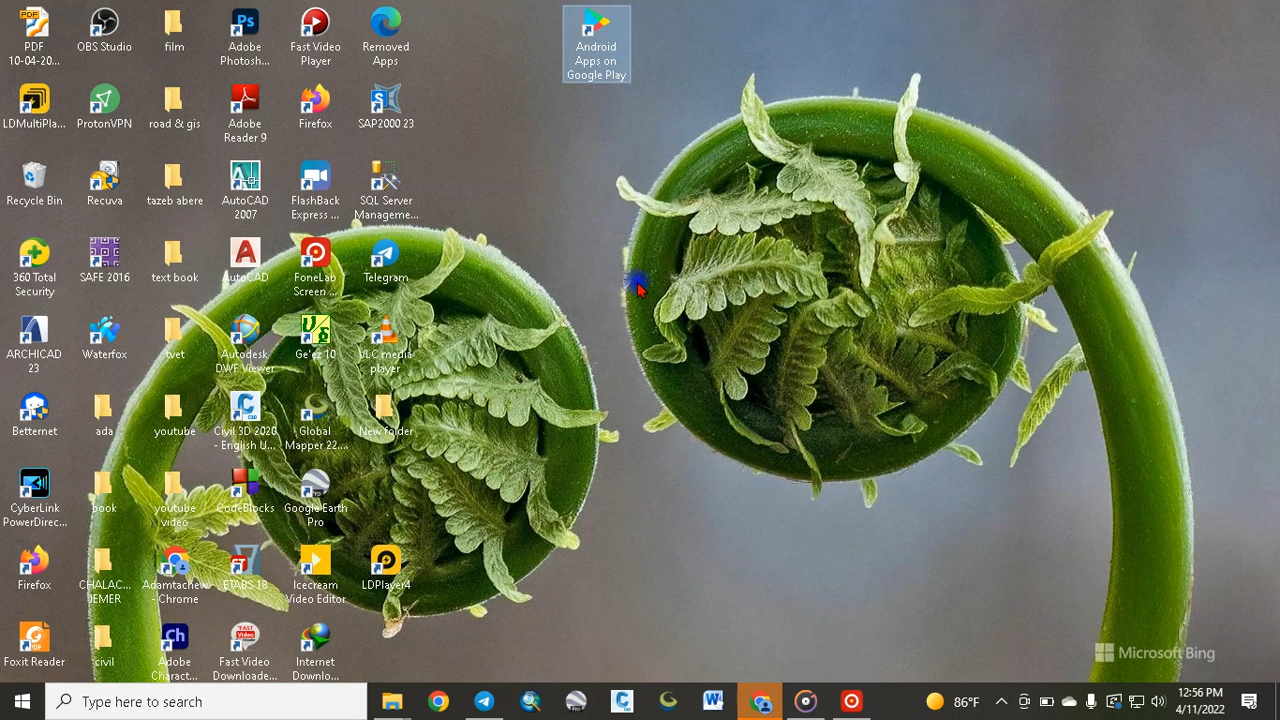 PDF
10-04-20...
OBS Studio
film
Adobe
Photosh...
Fast Video
Player
Removed
Apps
Android
Apps on
Google Play
LDMultiPla...
ProtonVPN
road & gis
Adobe
Reader 9
Firefox
SAP2000 23
Recycle Bin
Recuva
tazeb abere
AutoCAD
2007
FlashBack
Express ...
SQL Server
Manageme...
360 Total
Security
SAFE 2016
text book
AutoCAD
FoneLab
Screen ...
Telegram
ARCHICAD
23
Waterfox
tvet
Autodesk
DWF Viewer
Ge'ez 10
VLC media
player
Betternet
ada
youtube
Civil 3D 2020
- English U...
Global
Mapper 22....
New folder
CyberLink
PowerDirec...
book
youtube
video
CodeBlocks
Google Earth
Pro
Firefox
CHALAC...
JEMER
Adamtachew
- Chrome
ETABS 18
Icecream
Video Editor
LDPlayer4
Foxit Reader
civil
Adobe
Charact...
Fast Video
Downloade...
Internet
Downlo...
Microsoft Bing
Type here to search
86°F
12:56 PM
4/11/2022